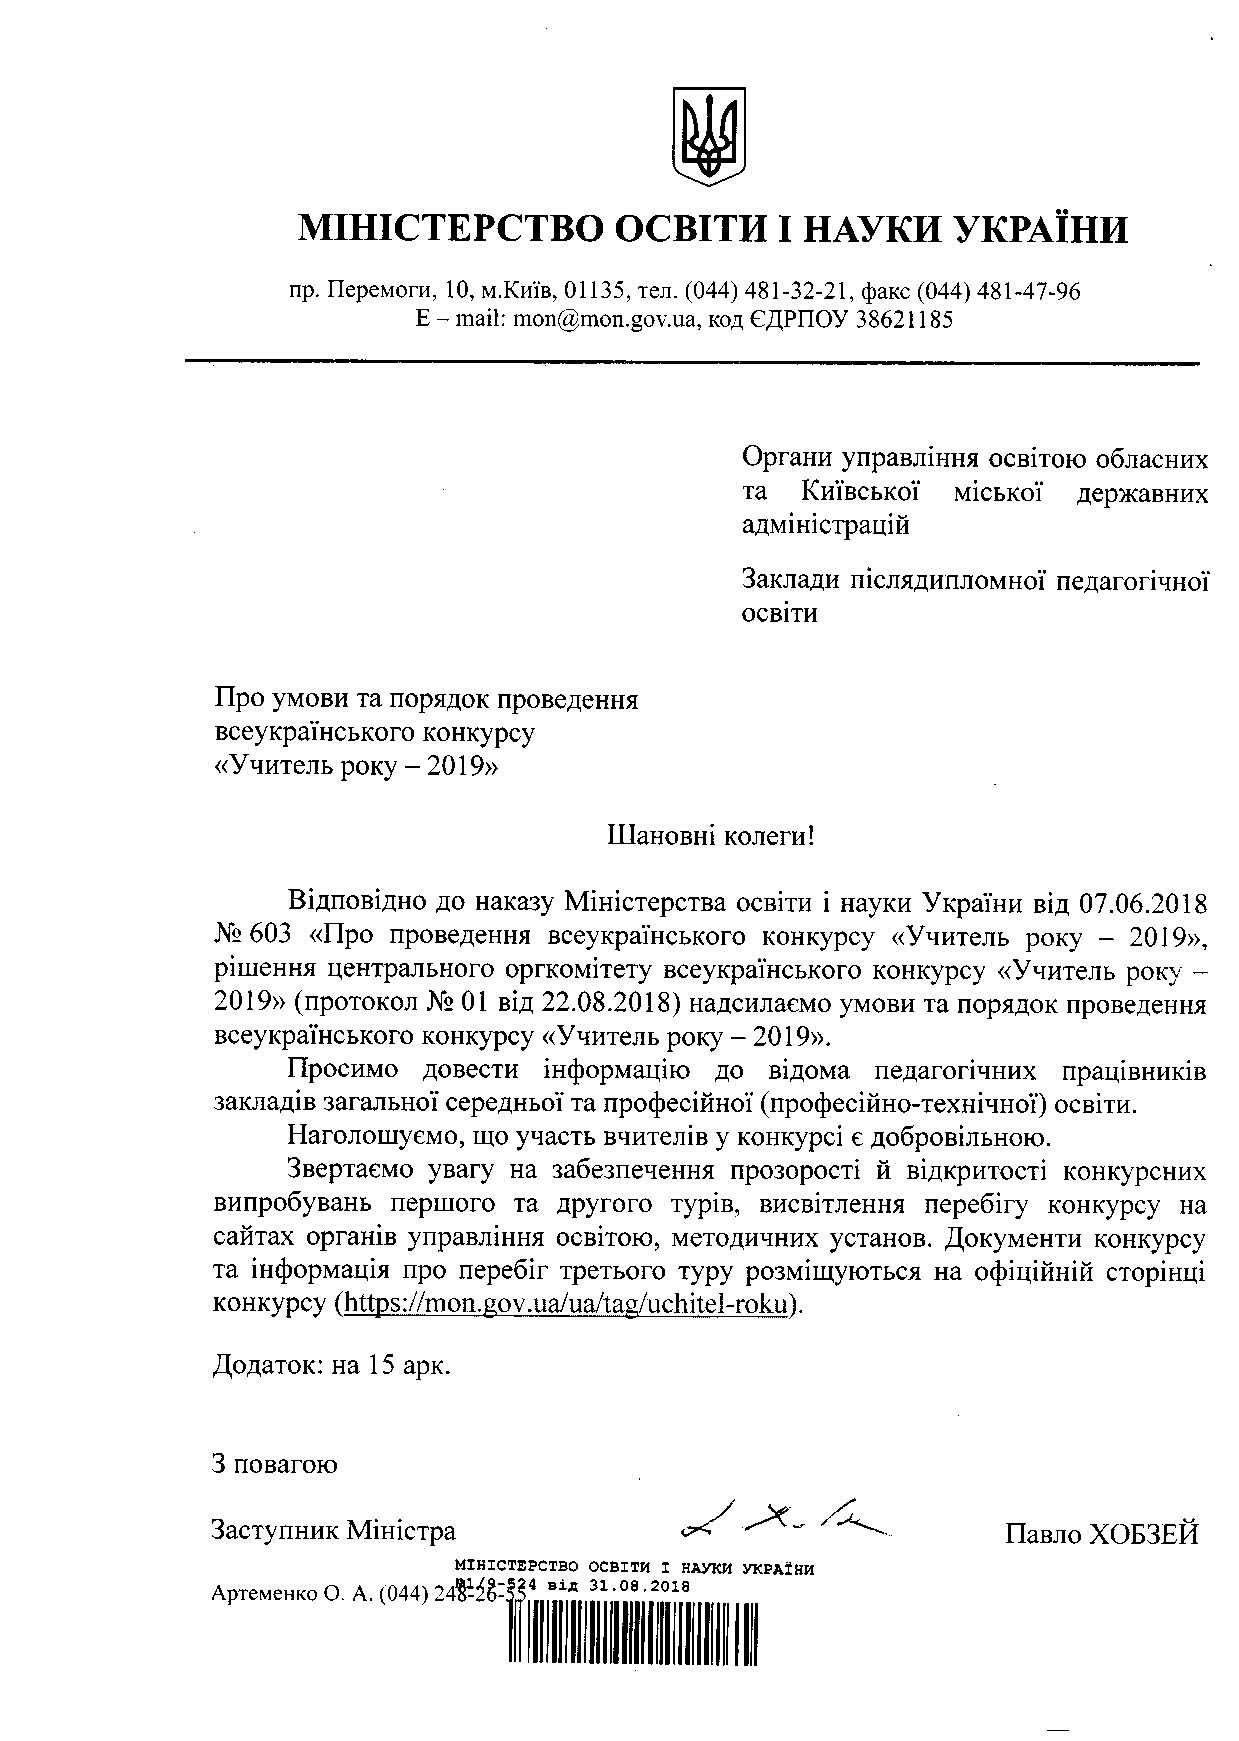 МІНІСТЕРСТВО ОСВІТИ І НАУКИ УКРАЇНИ
пр. Перемоги, 10, м.Київ, 01135, тел. (044) 481-32-21, факс (044) 481-47-96
E – mail: mon@mon.gov.ua, код ЄДРПОУ 38621185
Органи управління освітою обласних
та Київської міської державних
адміністрацій
Заклади післядипломної педагогічної
освіти
Про умови та порядок проведення
всеукраїнського конкурсу
«Учитель року – 2019»
Шановні колеги!
Відповідно до наказу Міністерства освіти і науки України від 07.06.2018
№ 603 «Про проведення всеукраїнського конкурсу «Учитель року – 2019»,
рішення центрального оргкомітету всеукраїнського конкурсу «Учитель року –
2019» (протокол № 01 від 22.08.2018) надсилаємо умови та порядок проведення
всеукраїнського конкурсу «Учитель року – 2019».
Просимо довести інформацію до відома педагогічних працівників
закладів загальної середньої та професійної (професійно-технічної) освіти.
Наголошуємо, що участь вчителів у конкурсі є добровільною.
Звертаємо увагу на забезпечення прозорості й відкритості конкурсних
випробувань першого та другого турів, висвітлення перебігу конкурсу на
сайтах органів управління освітою, методичних установ. Документи конкурсу
та інформація про перебіг третього туру розміщуються на офіційній сторінці
конкурсу (https://mon.gov.ua/ua/tag/uchitel-roku).
Додаток: на 15 арк.
З повагою
Заступник Міністра Павло ХОБЗЕЙ
МІНІСТЕРСТВО ОСВІТИ І НАУКИ УКРАЇНИ
№1/9-524 від 31.08.2018
Артеменко О. А. (044) 248-26-55